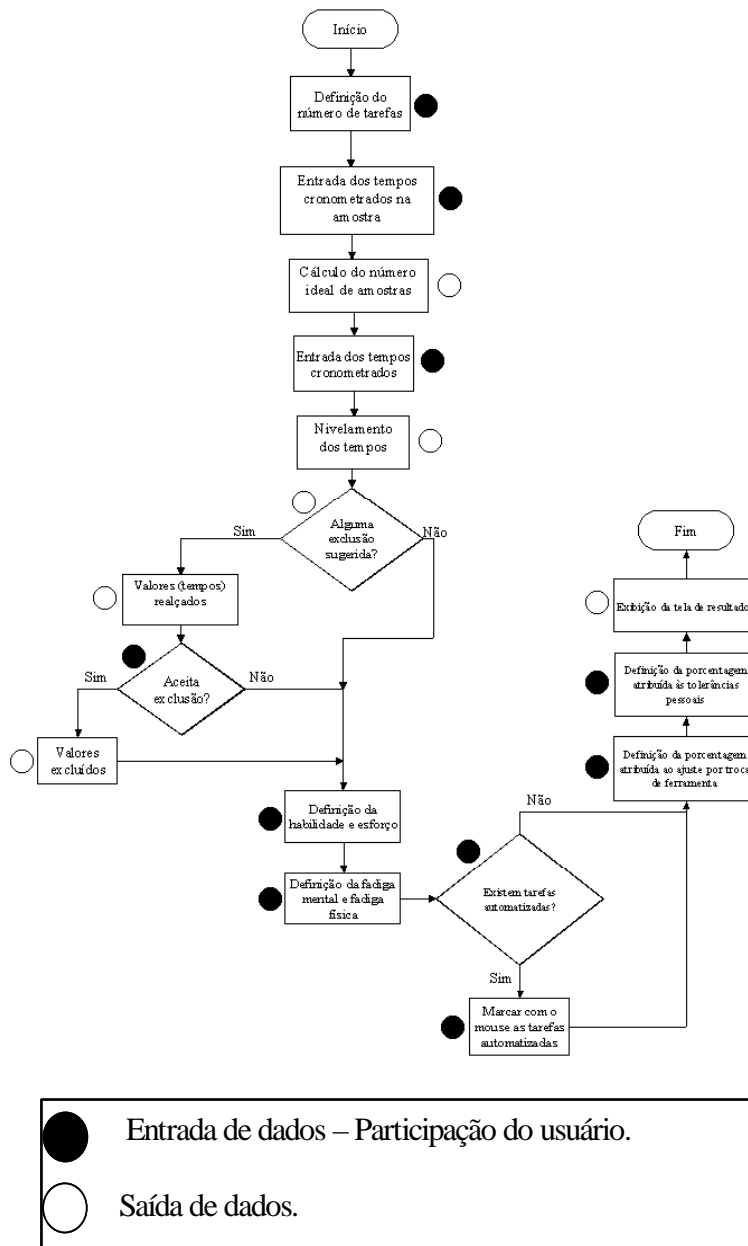 Início
Definição do
número de tarefas
Entrada dos tempos
cronometrados na
amostra
Cálculo do número
ideal de amostras
Entrada dos tempos
cronometrados
Nivelamento
dos tempos
Alguma
exclusão
sugerida?
Sim
Não
Valores (tempos)
realçados
Aceita
exclusão?
Sim
Não
Valores
excluídos
Definição da
habilidade e esforço
Definição da fadiga
mental e fadiga
física
Existem tarefas
automatizadas?
Não
Sim
Marcar com o
mouse as tarefas
automatizadas
Definição da porcentagem
atribuída ao ajuste por troca
de ferramenta
Definição da porcentagem
atribuída às tolerâncias
pessoais
Exibição da tela de resultado
Fim
Entrada de dados – Participação do usuário.
Saída de dados.